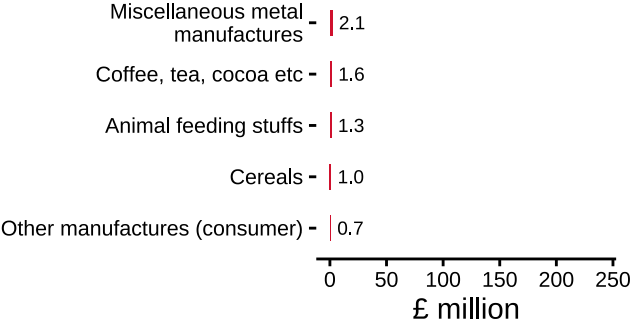 Miscellaneous metal
manufactures
2.1
Coffee, tea, cocoa etc
1.6
Animal feeding stuffs
1.3
Cereals
1.0
Other manufactures (consumer)
0.7
0 50 100 150 200 250
£ million